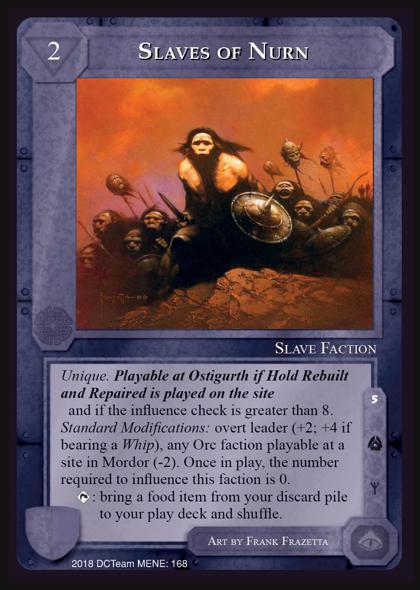 2
SLAVES OF NURN
SLAVE FACTION
Unique. Playable at Ostigurth if Hold Rebuilt
and Repaired is played on the site
and if the influence check is greater than 8.
Standard Modifications: overt leader (+2; +4 if
bearing a Whip), any Orc faction playable at a
site in Mordor (-2). Once in play, the number
required to influence this faction is 0.
: bring a food item from your discard pile
to your play deck and shuffle.
5
ART BY FRANK FRAZETTA
2018 DCTeam MENE: 168